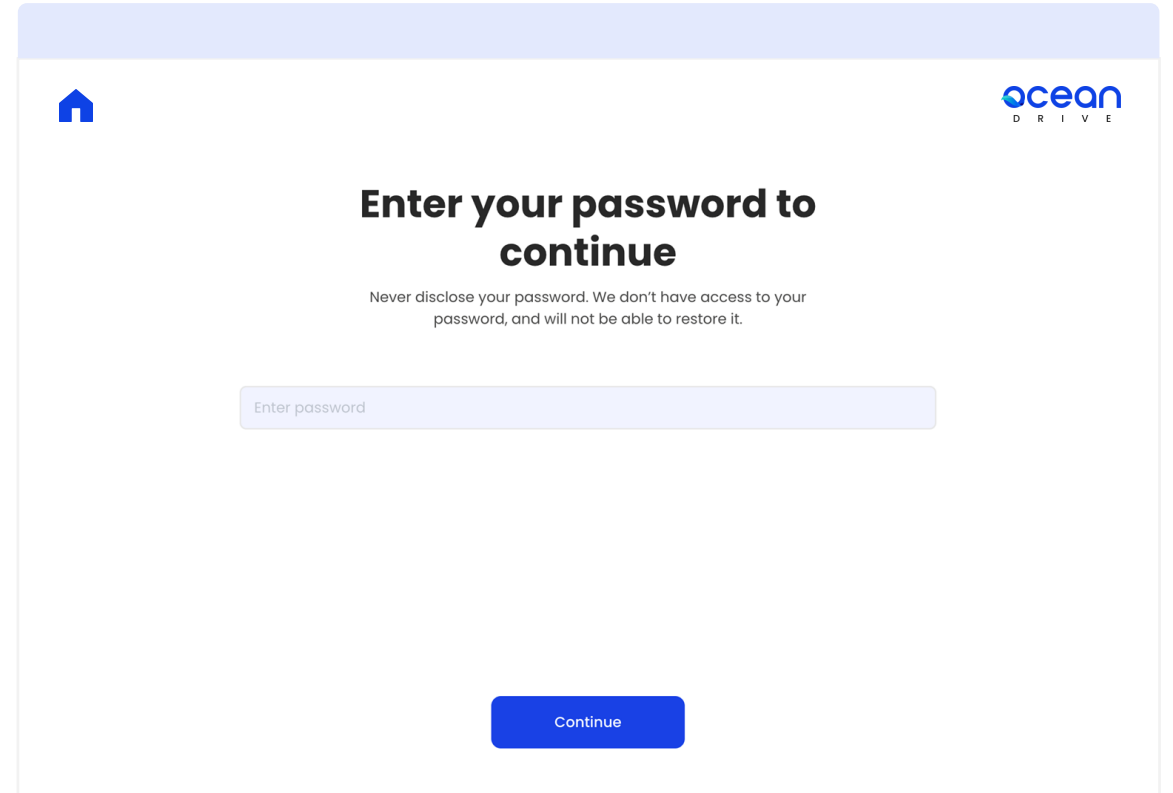 ocean
DRIVE
Enter your password to
continue
Never disclose your password. We don’t have access to your
password, and will not be able to restore it.
Enter password
Continue